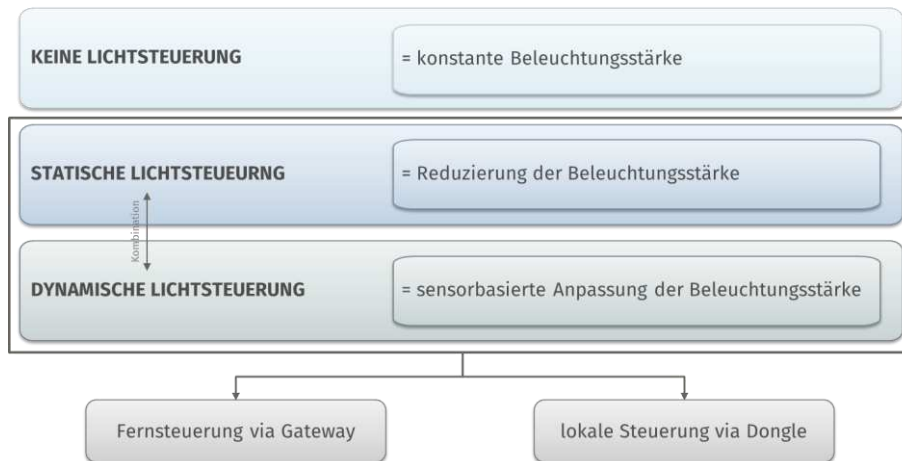 KEINE LICHTSTEUERUNG
= konstante Beleuchtungsstärke
STATISCHE LICHTSTEUEURNG
= Reduzierung der Beleuchtungsstärke
Kombination
DYNAMISCHE LICHTSTEUERUNG
= sensorbasierte Anpassung der Beleuchtungsstärke
Fernsteuerung via Gateway
lokale Steuerung via Dongle